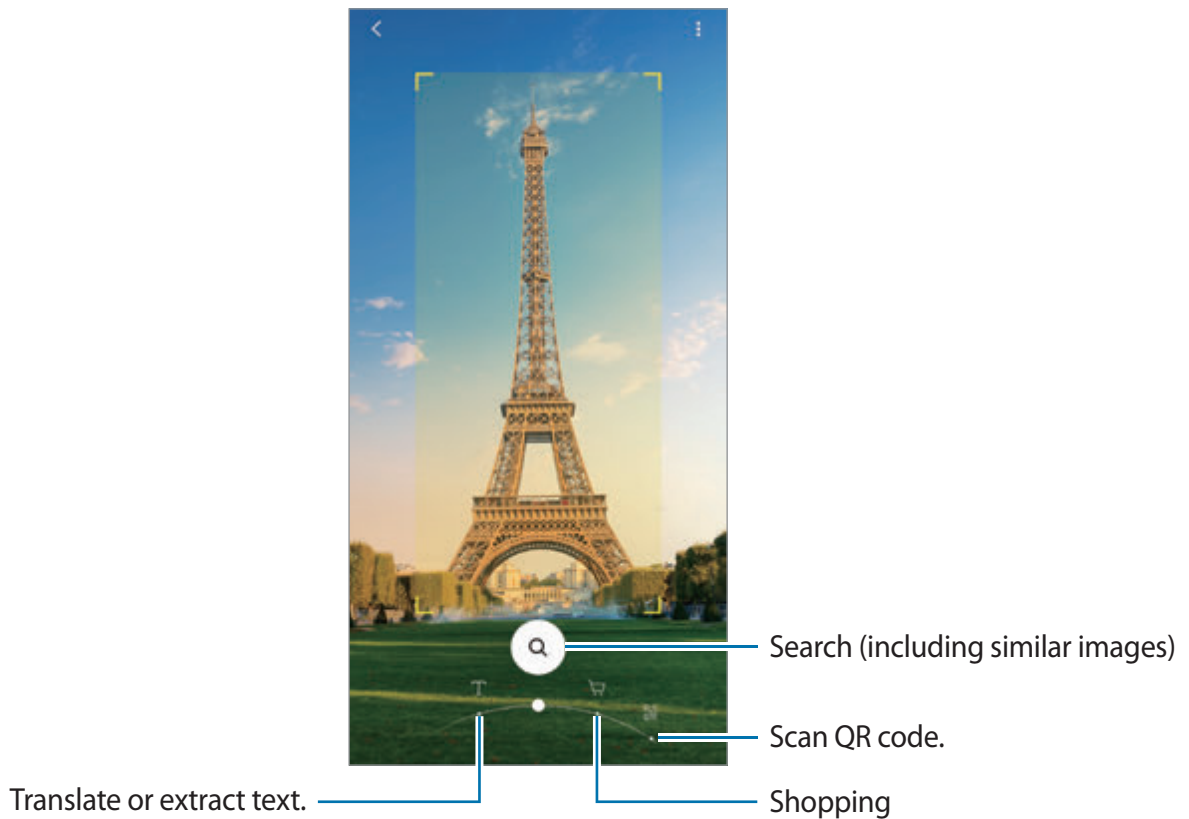 Search (including similar images)
Scan QR code.
Translate or extract text.
Shopping